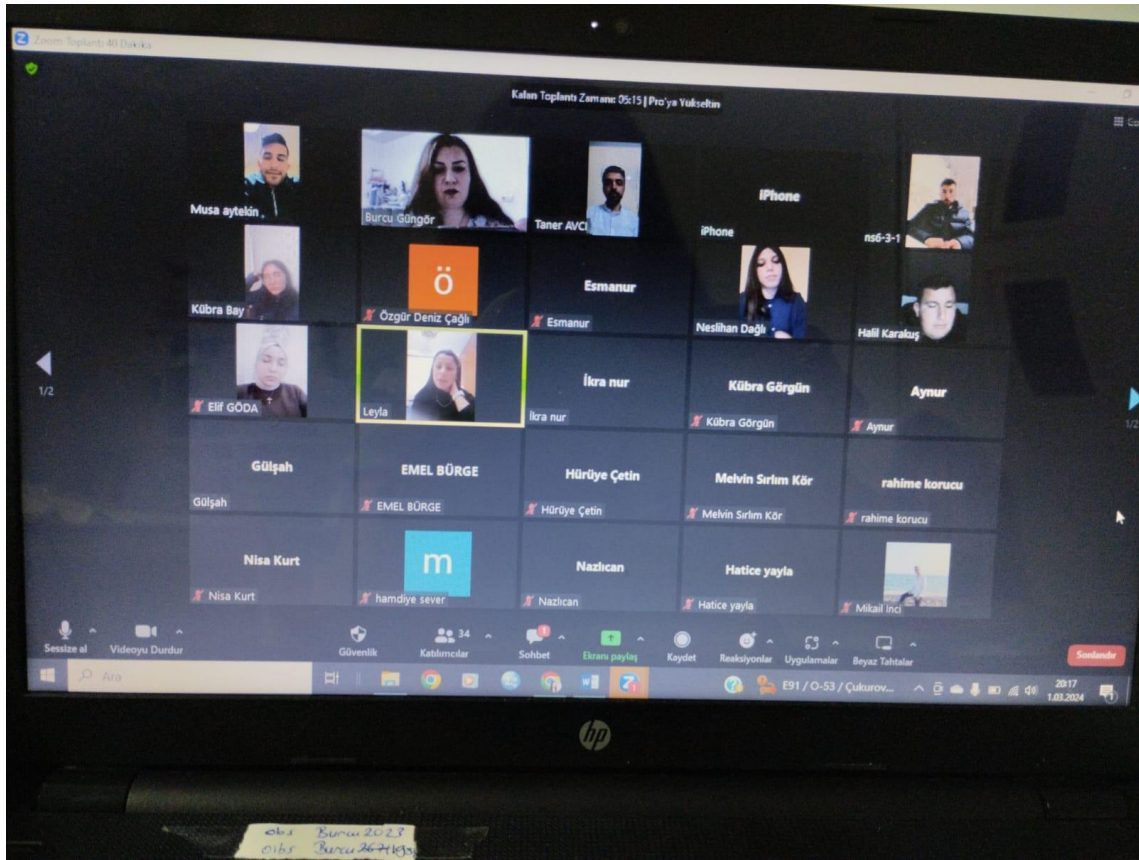 Zoom Toplantı 40 Dakika
Kalan Toplantı Zamanı: 05:15 | Pro'ya Yükseltin
Musa aytekin
Burcu Güngör
Taner AVCI
iPhone
iPhone
ns6-3-1
Kübra Bay
ö
Özgür Deniz Çağlı
Esmanur
Esmanur
Neslihan Dağlı
Halil Karakuş
1/2
Elif GÖDA
Leyla
İkra nur
İkra nur
Kübra Görgün
Kübra Görgün
Aynur
Aynur
1/2
Gülşah
Gülşah
EMEL BÜRGE
EMEL BÜRGE
Hürüye Çetin
Hürüye Çetin
Melvin Sırlım Kör
Melvin Sırlım Kör
rahime korucu
rahime korucu
Nisa Kurt
Nisa Kurt
m
hamdiye sever
Nazlıcan
Nazlıcan
Hatice yayla
Hatice yayla
Mikail inci
Sessize al
Videoyu Durdur
Güvenlik
34
Katılımcılar
1
Sohbet
Ekranı paylaş
Kaydet
Reaksiyonlar
Uygulamalar
Beyaz Tahtalar
Sonlandır
Ara
E91 / O-53 / Çukurov...
20:17
1.03.2024
hp
obs Burcu2023
oibs